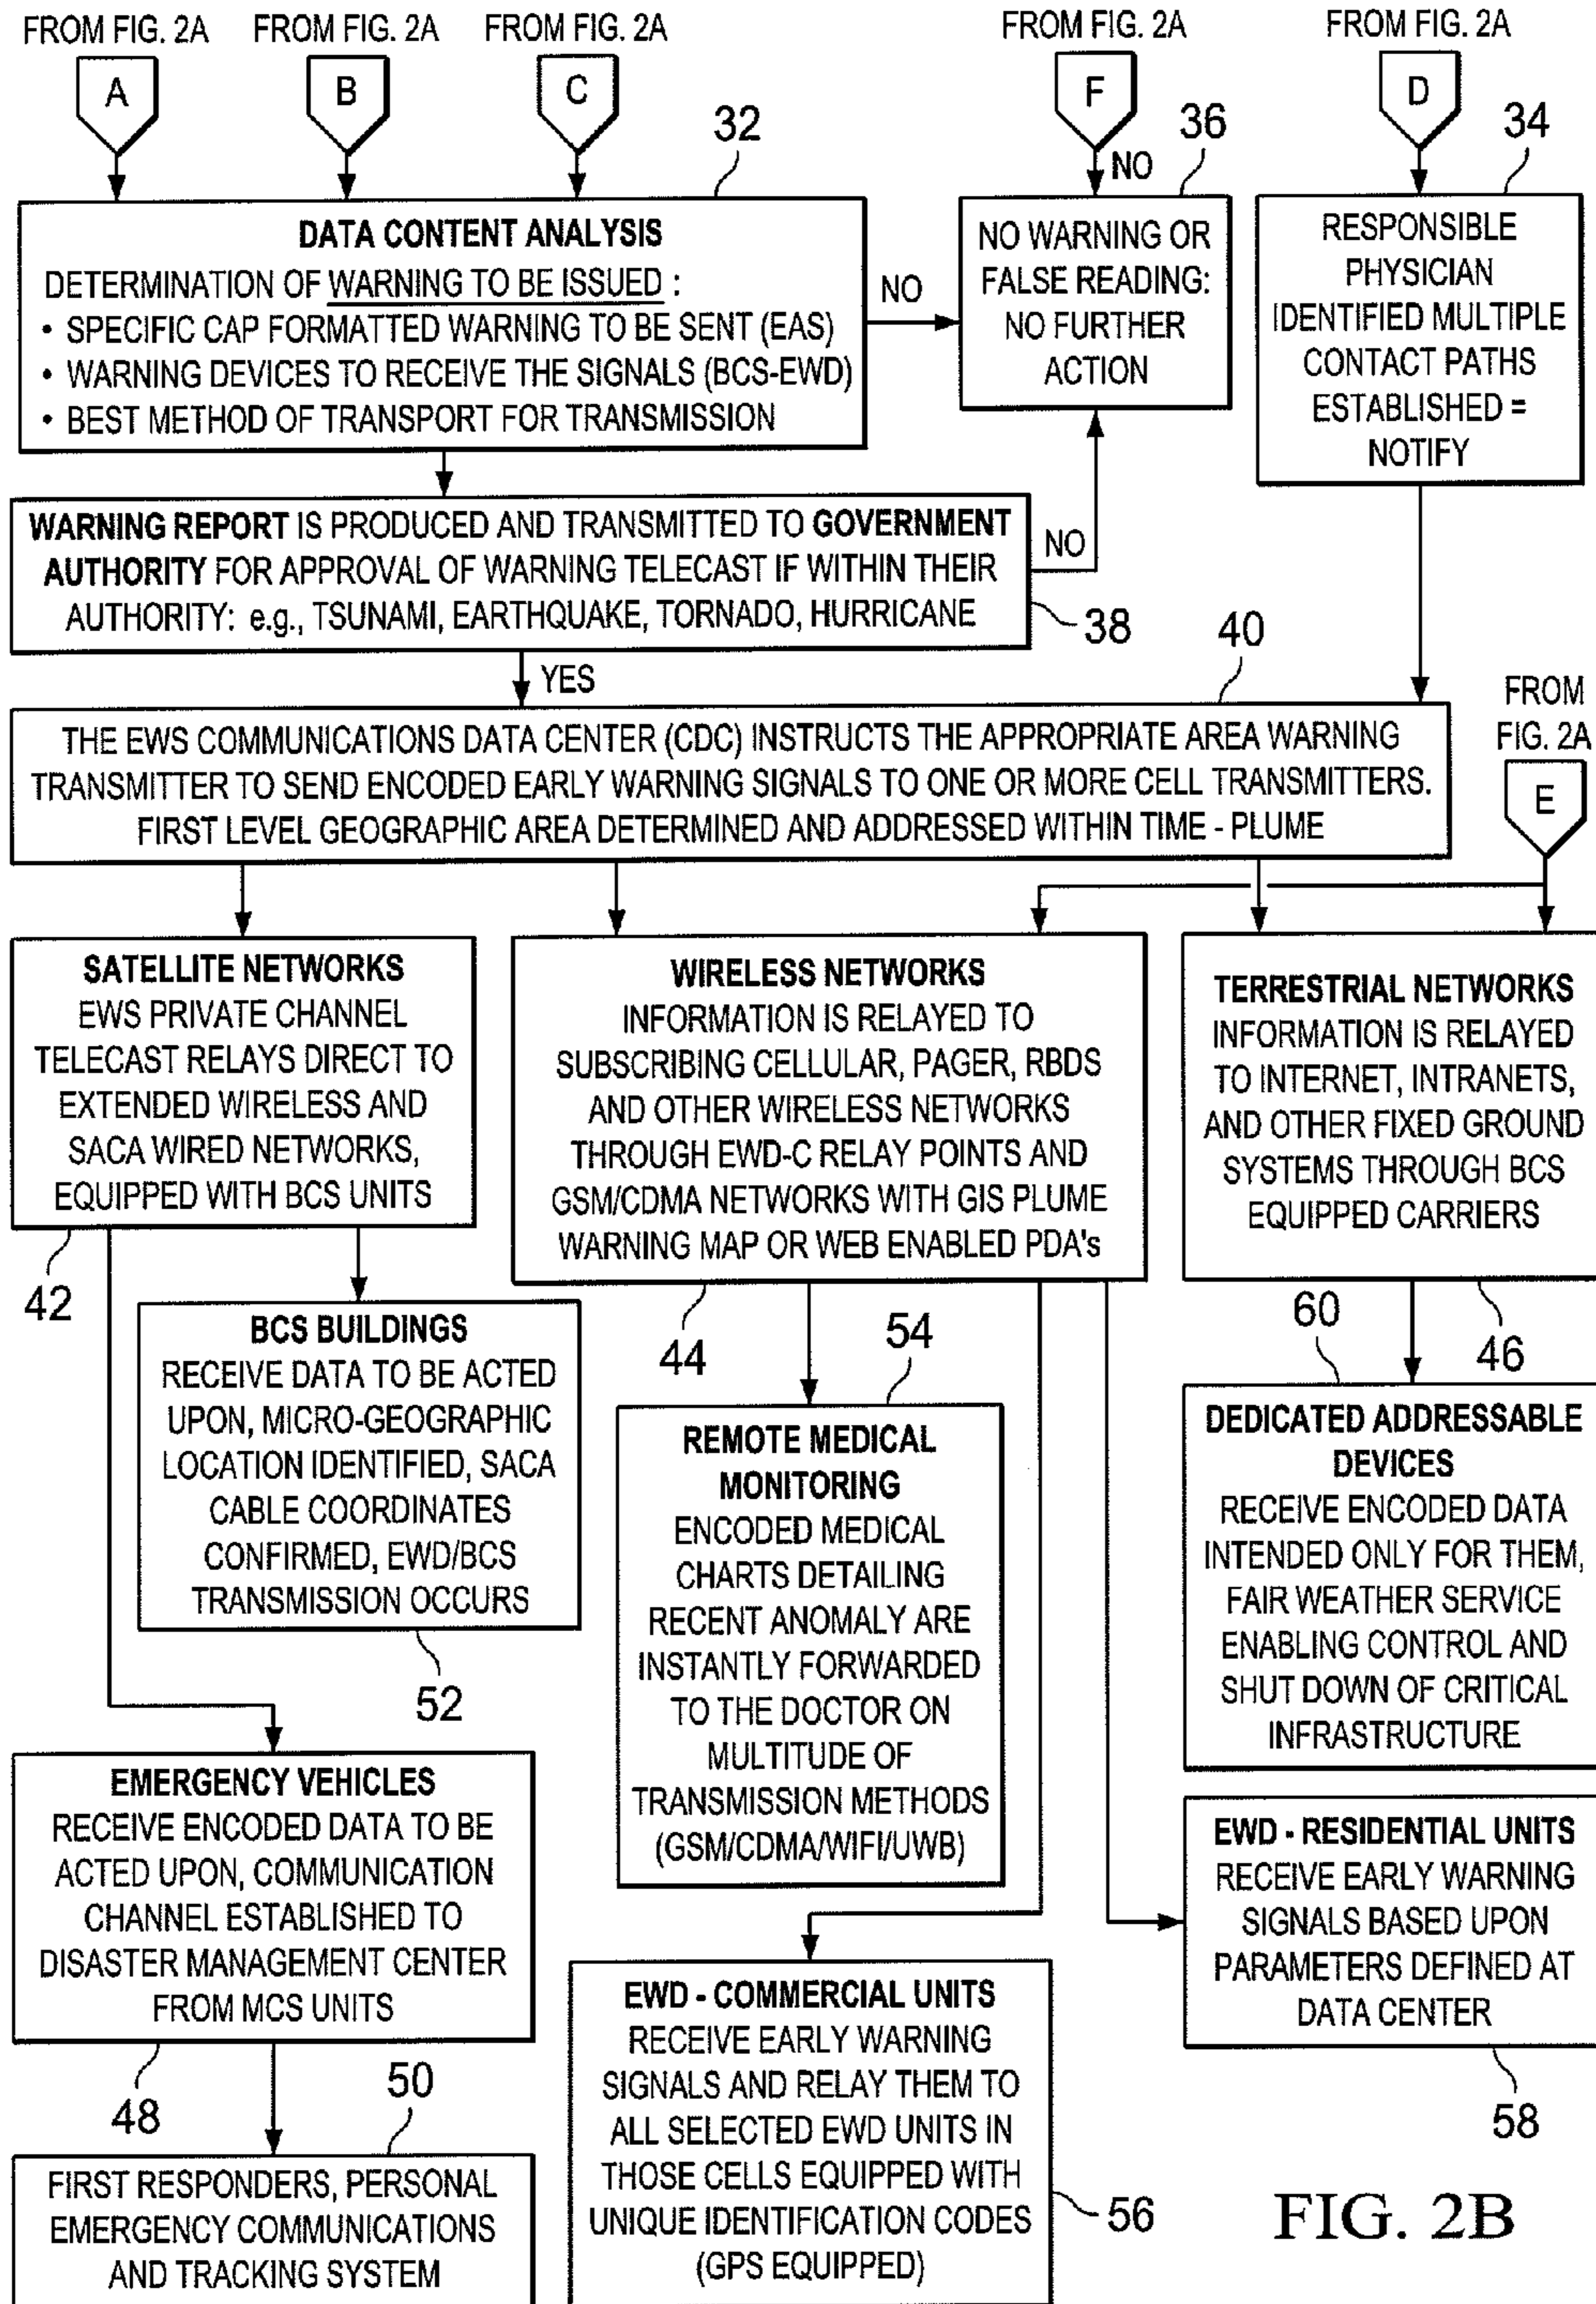 FROM FIG. 2A
A
FROM FIG. 2A
B
FROM FIG. 2A
C
FROM FIG. 2A
F
NO
FROM FIG. 2A
D
32
DATA CONTENT ANALYSIS
DETERMINATION OF WARNING TO BE ISSUED :
• SPECIFIC CAP FORMATTED WARNING TO BE SENT (EAS)
• WARNING DEVICES TO RECEIVE THE SIGNALS (BCS-EWD)
• BEST METHOD OF TRANSPORT FOR TRANSMISSION
NO
36
NO WARNING OR
FALSE READING:
NO FURTHER
ACTION
34
RESPONSIBLE
PHYSICIAN
IDENTIFIED MULTIPLE
CONTACT PATHS
ESTABLISHED =
NOTIFY
WARNING REPORT IS PRODUCED AND TRANSMITTED TO GOVERNMENT
AUTHORITY FOR APPROVAL OF WARNING TELECAST IF WITHIN THEIR
AUTHORITY: e.g., TSUNAMI, EARTHQUAKE, TORNADO, HURRICANE
NO
38
YES
40
THE EWS COMMUNICATIONS DATA CENTER (CDC) INSTRUCTS THE APPROPRIATE AREA WARNING
TRANSMITTER TO SEND ENCODED EARLY WARNING SIGNALS TO ONE OR MORE CELL TRANSMITTERS.
FIRST LEVEL GEOGRAPHIC AREA DETERMINED AND ADDRESSED WITHIN TIME - PLUME
FROM
FIG. 2A
E
SATELLITE NETWORKS
EWS PRIVATE CHANNEL
TELECAST RELAYS DIRECT TO
EXTENDED WIRELESS AND
SACA WIRED NETWORKS,
EQUIPPED WITH BCS UNITS
42
WIRELESS NETWORKS
INFORMATION IS RELAYED TO
SUBSCRIBING CELLULAR, PAGER, RBDS
AND OTHER WIRELESS NETWORKS
THROUGH EWD-C RELAY POINTS AND
GSM/CDMA NETWORKS WITH GIS PLUME
WARNING MAP OR WEB ENABLED PDA's
44
TERRESTRIAL NETWORKS
INFORMATION IS RELAYED
TO INTERNET, INTRANETS,
AND OTHER FIXED GROUND
SYSTEMS THROUGH BCS
EQUIPPED CARRIERS
46
BCS BUILDINGS
RECEIVE DATA TO BE ACTED
UPON, MICRO-GEOGRAPHIC
LOCATION IDENTIFIED, SACA
CABLE COORDINATES
CONFIRMED, EWD/BCS
TRANSMISSION OCCURS
52
54
REMOTE MEDICAL
MONITORING
ENCODED MEDICAL
CHARTS DETAILING
RECENT ANOMALY ARE
INSTANTLY FORWARDED
TO THE DOCTOR ON
MULTITUDE OF
TRANSMISSION METHODS
(GSM/CDMA/WIFI/UWB)
60
DEDICATED ADDRESSABLE
DEVICES
RECEIVE ENCODED DATA
INTENDED ONLY FOR THEM,
FAIR WEATHER SERVICE
ENABLING CONTROL AND
SHUT DOWN OF CRITICAL
INFRASTRUCTURE
EMERGENCY VEHICLES
RECEIVE ENCODED DATA TO BE
ACTED UPON, COMMUNICATION
CHANNEL ESTABLISHED TO
DISASTER MANAGEMENT CENTER
FROM MCS UNITS
48
EWD - RESIDENTIAL UNITS
RECEIVE EARLY WARNING
SIGNALS BASED UPON
PARAMETERS DEFINED AT
DATA CENTER
58
EWD - COMMERCIAL UNITS
RECEIVE EARLY WARNING
SIGNALS AND RELAY THEM TO
ALL SELECTED EWD UNITS IN
THOSE CELLS EQUIPPED WITH
UNIQUE IDENTIFICATION CODES
(GPS EQUIPPED)
56
50
FIRST RESPONDERS, PERSONAL
EMERGENCY COMMUNICATIONS
AND TRACKING SYSTEM
FIG. 2B